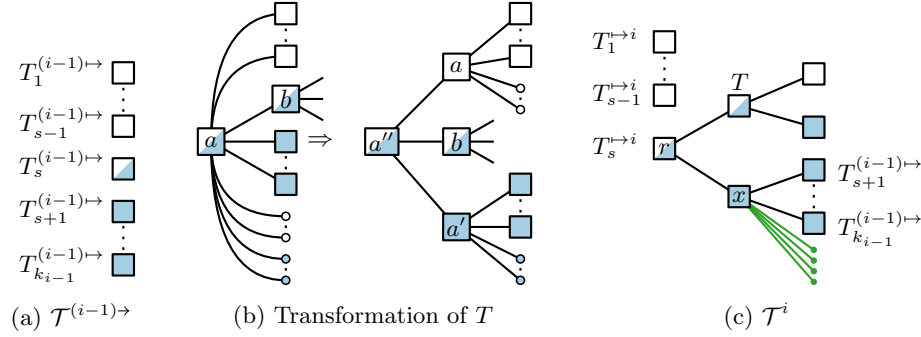 T_1^{(i−1)↦}
T_{s−1}^{(i−1)↦}
T_s^{(i−1)↦}
T_{s+1}^{(i−1)↦}
T_{k_{i−1}}^{(i−1)↦}
(a) 𝒯^{(i−1)→}
a
b
⇒
a″
a
b
a′
(b) Transformation of T
T_1^{↦i}
T_{s−1}^{↦i}
T_s^{↦i}
r
T
x
T_{s+1}^{(i−1)↦}
T_{k_{i−1}}^{(i−1)↦}
(c) 𝒯^i